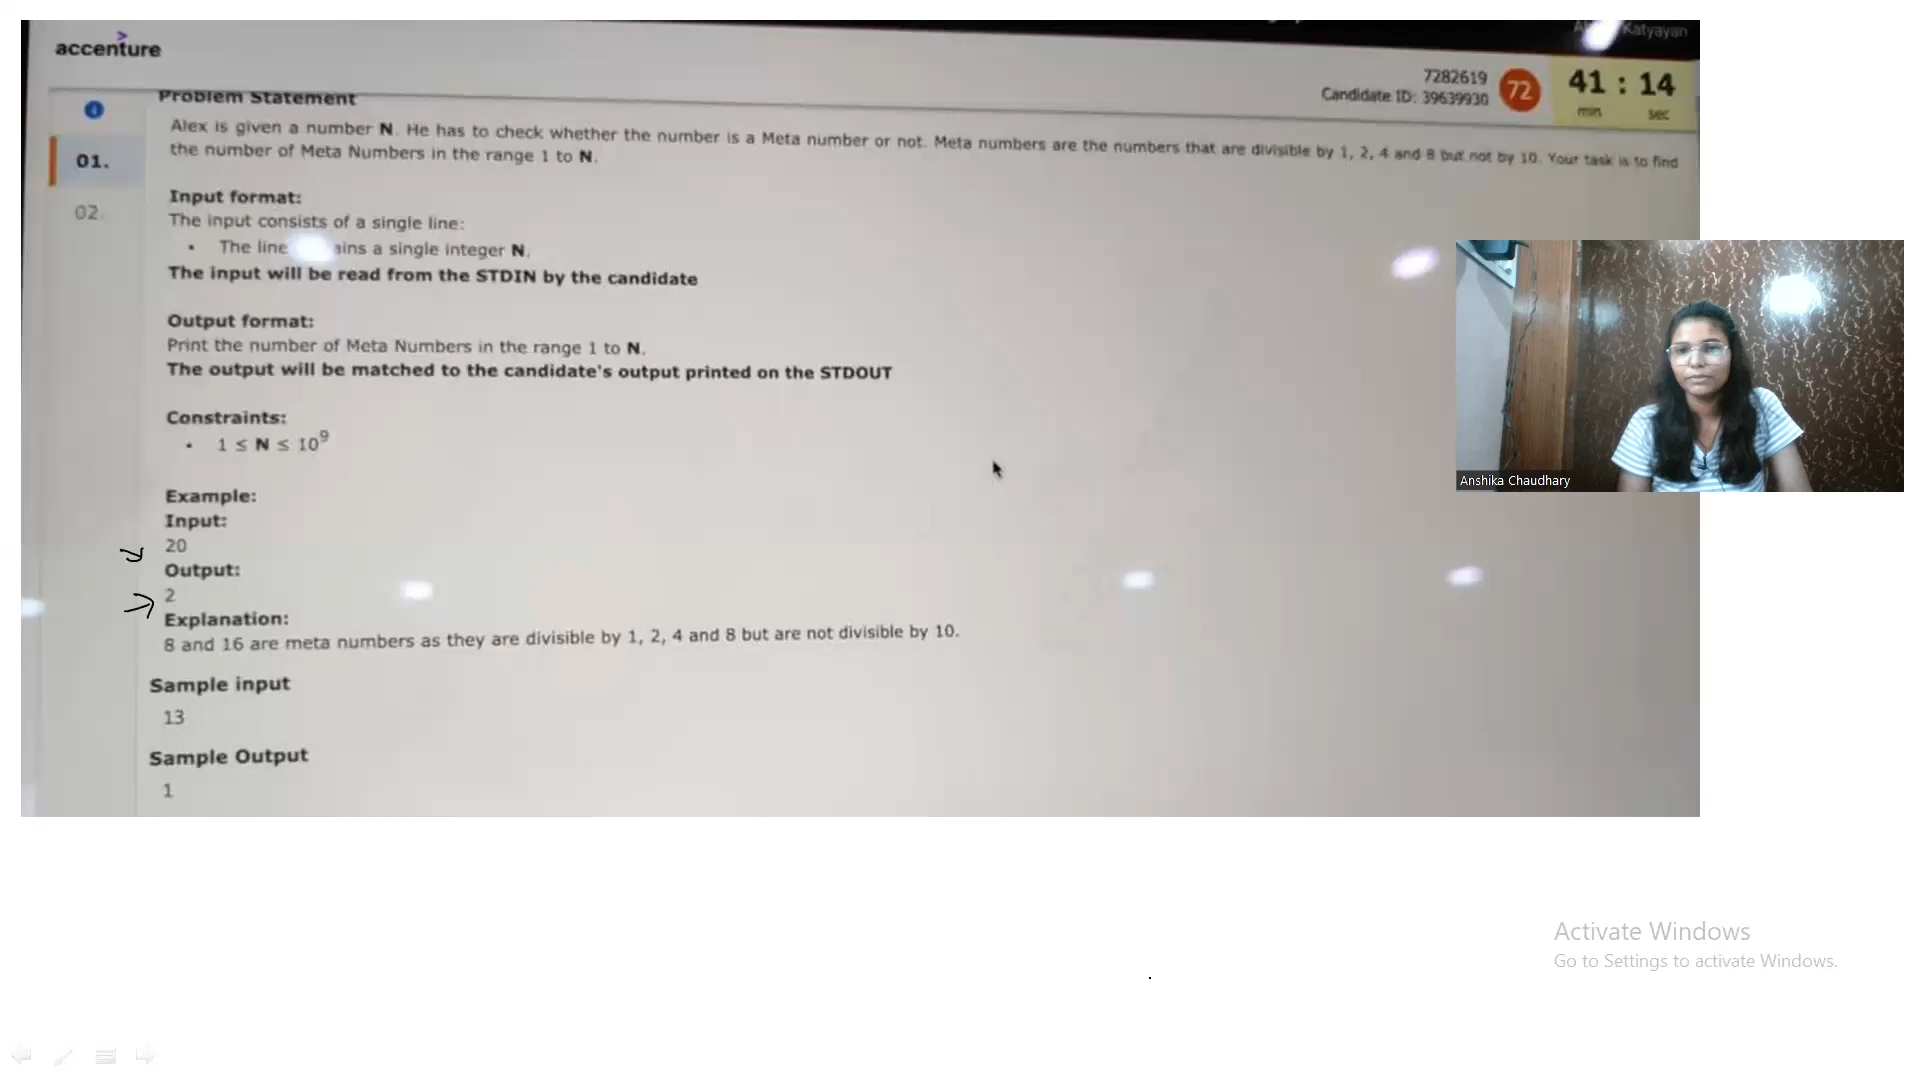 Katyayan
accenture
7282619
Candidate ID: 39639930
72
41 : 14
min sec
Problem Statement
01.
02.
Alex is given a number N. He has to check whether the number is a Meta number or not. Meta numbers are the numbers that are divisible by 1, 2, 4 and 8 but not by 10. Your task is to find
the number of Meta Numbers in the range 1 to N.
Input format:
The input consists of a single line:
• The line ains a single integer N.
The input will be read from the STDIN by the candidate
Output format:
Print the number of Meta Numbers in the range 1 to N.
The output will be matched to the candidate's output printed on the STDOUT
Constraints:
• 1 ≤ N ≤ 10⁹
Example:
Input:
20
Output:
2
Explanation:
8 and 16 are meta numbers as they are divisible by 1, 2, 4 and 8 but are not divisible by 10.
Sample input
13
Sample Output
1
Anshika Chaudhary
Activate Windows
Go to Settings to activate Windows.